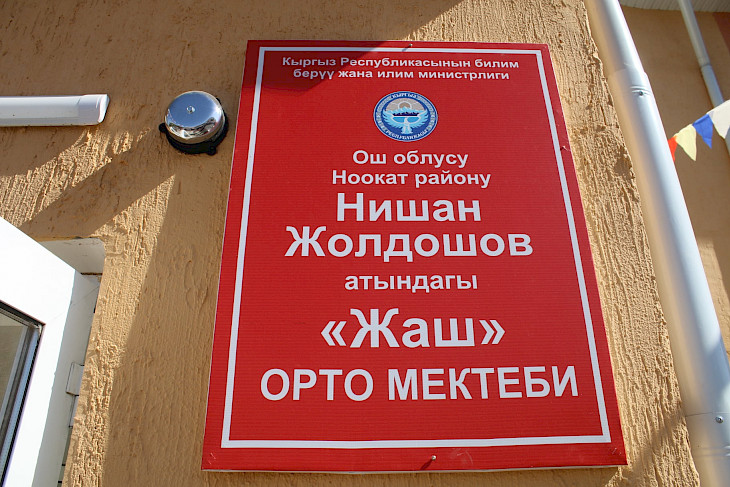 Кыргыз Республикасынын билим
берүү жана илим министрлиги
Ош облусу
Ноокат району
Нишан
Жолдошов
атындагы
«Жаш»
ОРТО МЕКТЕБИ